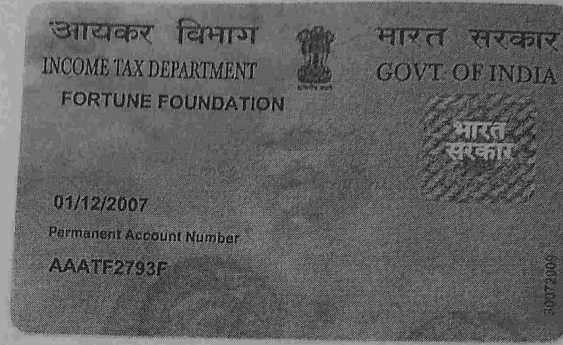 आयकर विभाग
INCOME TAX DEPARTMENT
FORTUNE FOUNDATION
भारत सरकार
GOVT. OF INDIA
भारत
सरकार
01/12/2007
Permanent Account Number
AAATF2793F
30072009